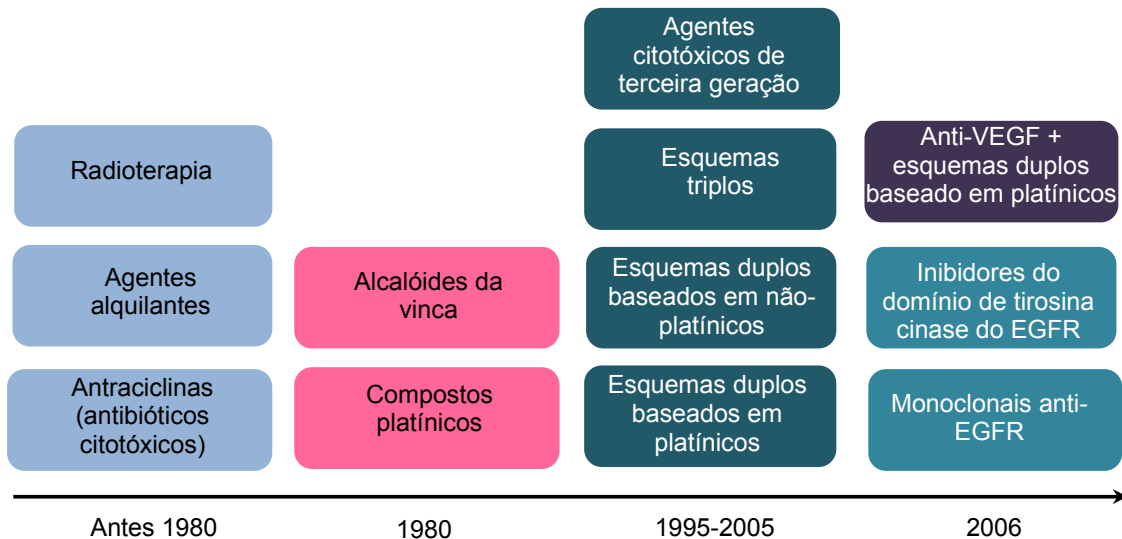 Agentes
citotóxicos de
terceira geração
Radioterapia
Esquemas
triplos
Anti-VEGF +
esquemas duplos
baseado em platínicos
Agentes
alquilantes
Alcalóides da
vinca
Esquemas duplos
baseados em não-
platínicos
Inibidores do
domínio de tirosina
cinase do EGFR
Antraciclinas
(antibióticos
citotóxicos)
Compostos
platínicos
Esquemas duplos
baseados em
platínicos
Monoclonais anti-
EGFR
Antes 1980
1980
1995-2005
2006